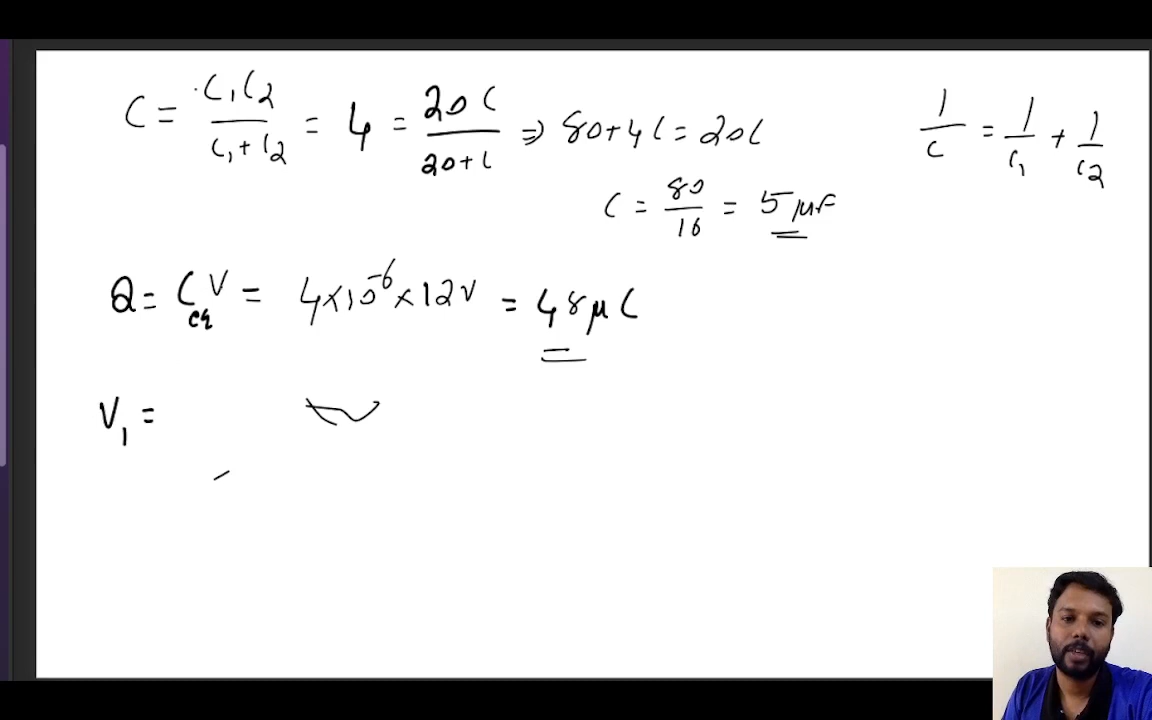 C = C₁C₂/C₁+C₂ = 4 = 20C/20+C ⇒ 80+4C = 20C
1/C = 1/C₁ + 1/C₂
C = 80/16 = 5 μF
Q = C_eq V = 4×10⁻⁶×12V = 48μC
V₁ =